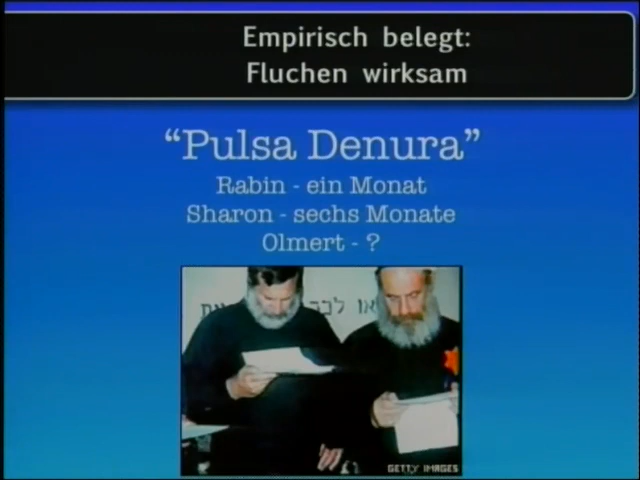 Empirisch belegt:
Fluchen wirksam
“Pulsa Denura”
Rabin - ein Monat
Sharon - sechs Monate
Olmert - ?
GETTY IMAGES